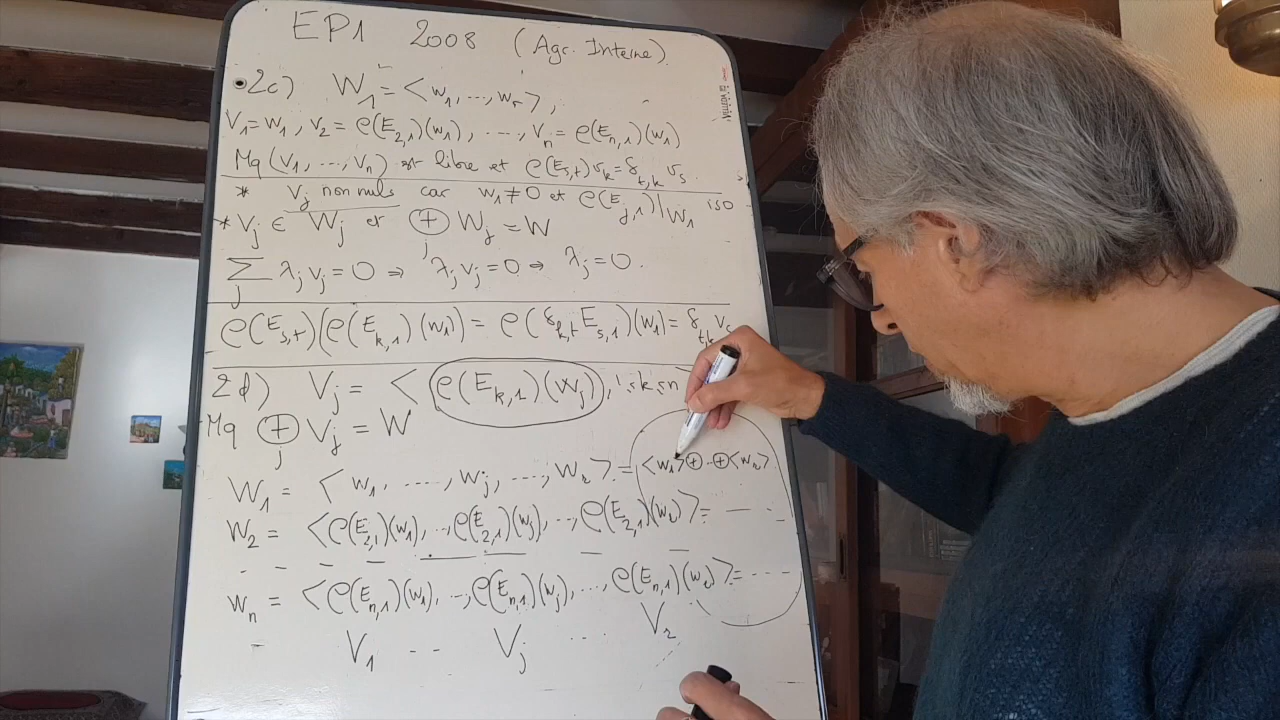 EP1 2008 (Agr. Interne)
•2c) W₁ = <w₁, ..., wᵣ>,
V₁ = w₁, v₂ = ρ(E₂,₁)(w₁), ...., Vₙ = ρ(Eₙ,₁)(w₁)
Mq (V₁, ..., Vₙ) est libre et ρ(Eₛ,ₜ)vₖ = δₜ,ₖ vₛ.
* Vⱼ non nuls car w₁ ≠ 0 et ρ(Eⱼ,₁)|W₁ iso
* Vⱼ ∈ Wⱼ et ⊕ⱼ Wⱼ = W
∑ⱼ λⱼ vⱼ = 0 ⇒ λⱼ vⱼ = 0 ⇒ λⱼ = 0.
ρ(Eₛ,ₜ)(ρ(Eₖ,₁)(w₁)) = ρ(δₖ,ₜ Eₛ,₁)(w₁) = δₜ,ₖ vₛ
2d) Vⱼ = < ρ(Eₖ,₁)(wⱼ), 1≤k≤n
Mq ⊕ⱼ Vⱼ = W
W₁ = < w₁, ...., wⱼ, ..., wᵣ > = <w₁>⊕..⊕<wᵣ>
W₂ = <ρ(E₂,₁)(w₁), .., ρ(E₂,₁)(wⱼ), .., ρ(E₂,₁)(wᵣ)> = — - -
wₙ = <ρ(Eₙ,₁)(w₁), .., ρ(Eₙ,₁)(wⱼ), ..., ρ(Eₙ,₁)(wᵣ)> = ----
V₁ -- Vⱼ ... Vᵣ